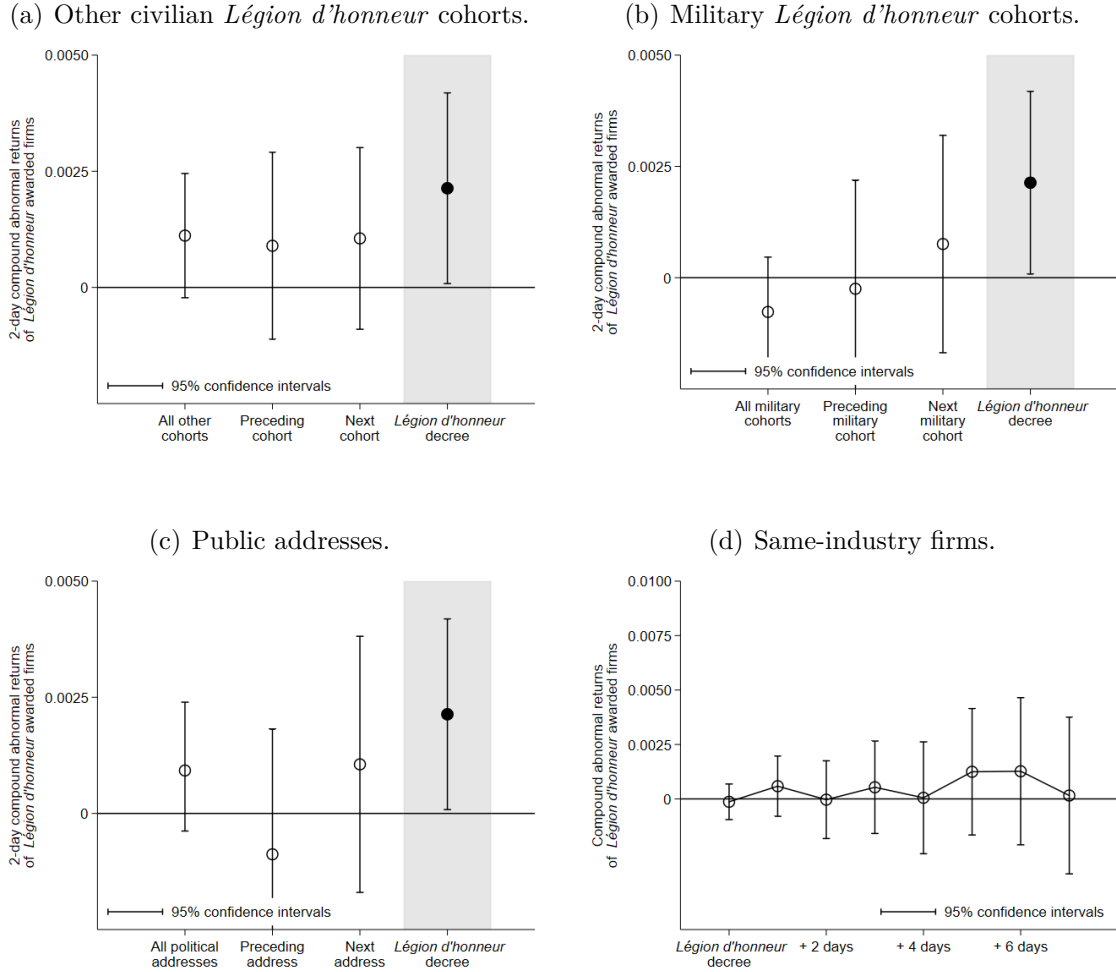 (a) Other civilian Légion d'honneur cohorts.
0.0050
0.0025
0
2-day compound abnormal returns
of Légion d'honneur awarded firms
95% confidence intervals
All other
cohorts
Preceding
cohort
Next
cohort
Légion d'honneur
decree
(b) Military Légion d'honneur cohorts.
0.0050
0.0025
0
2-day compound abnormal returns
of Légion d'honneur awarded firms
95% confidence intervals
All military
cohorts
Preceding
military
cohort
Next
military
cohort
Légion d'honneur
decree
(c) Public addresses.
0.0050
0.0025
0
2-day compound abnormal returns
of Légion d'honneur awarded firms
95% confidence intervals
All political
addresses
Preceding
address
Next
address
Légion d'honneur
decree
(d) Same-industry firms.
0.0100
0.0075
0.0050
0.0025
0
Compound abnormal returns
of Légion d'honneur awarded firms
95% confidence intervals
Légion d'honneur
decree
+ 2 days
+ 4 days
+ 6 days